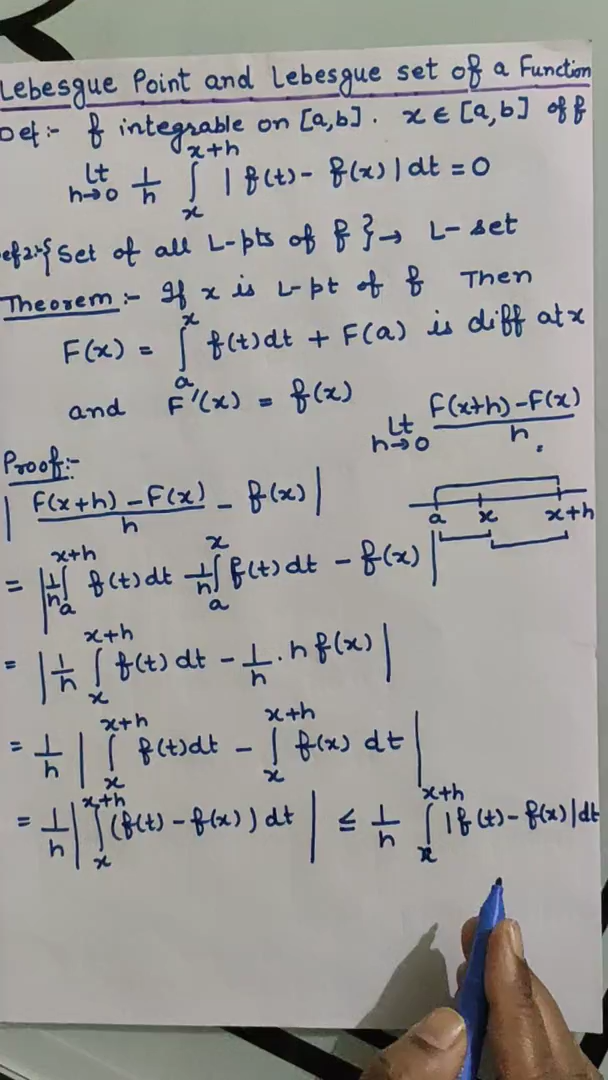 Lebesgue Point and Lebesgue set of a Function
Def:- f integrable on [a,b]. x ∈ [a,b] of f
Lt h→0 1/h ∫_x^{x+h} | f(t) - f(x) | dt = 0
ef2:- { Set of all L-pts of f } → L-set
Theorem:- If x is L-pt of f Then
F(x) = ∫_a^x f(t)dt + F(a) is diff at x
and F'(x) = f(x)
Lt h→0 F(x+h) - F(x) / h .
Proof:-
| F(x+h) - F(x) / h - f(x) |
a x x+h
= | 1/h ∫_a^{x+h} f(t) dt - 1/h ∫_a^x f(t) dt - f(x) |
= | 1/h ∫_x^{x+h} f(t) dt - 1/h . h f(x) |
= 1/h | ∫_x^{x+h} f(t)dt - ∫_x^{x+h} f(x) dt |
= 1/h | ∫_x^{x+h} (f(t) - f(x)) dt | ≤ 1/h ∫_x^{x+h} | f(t) - f(x) | dt